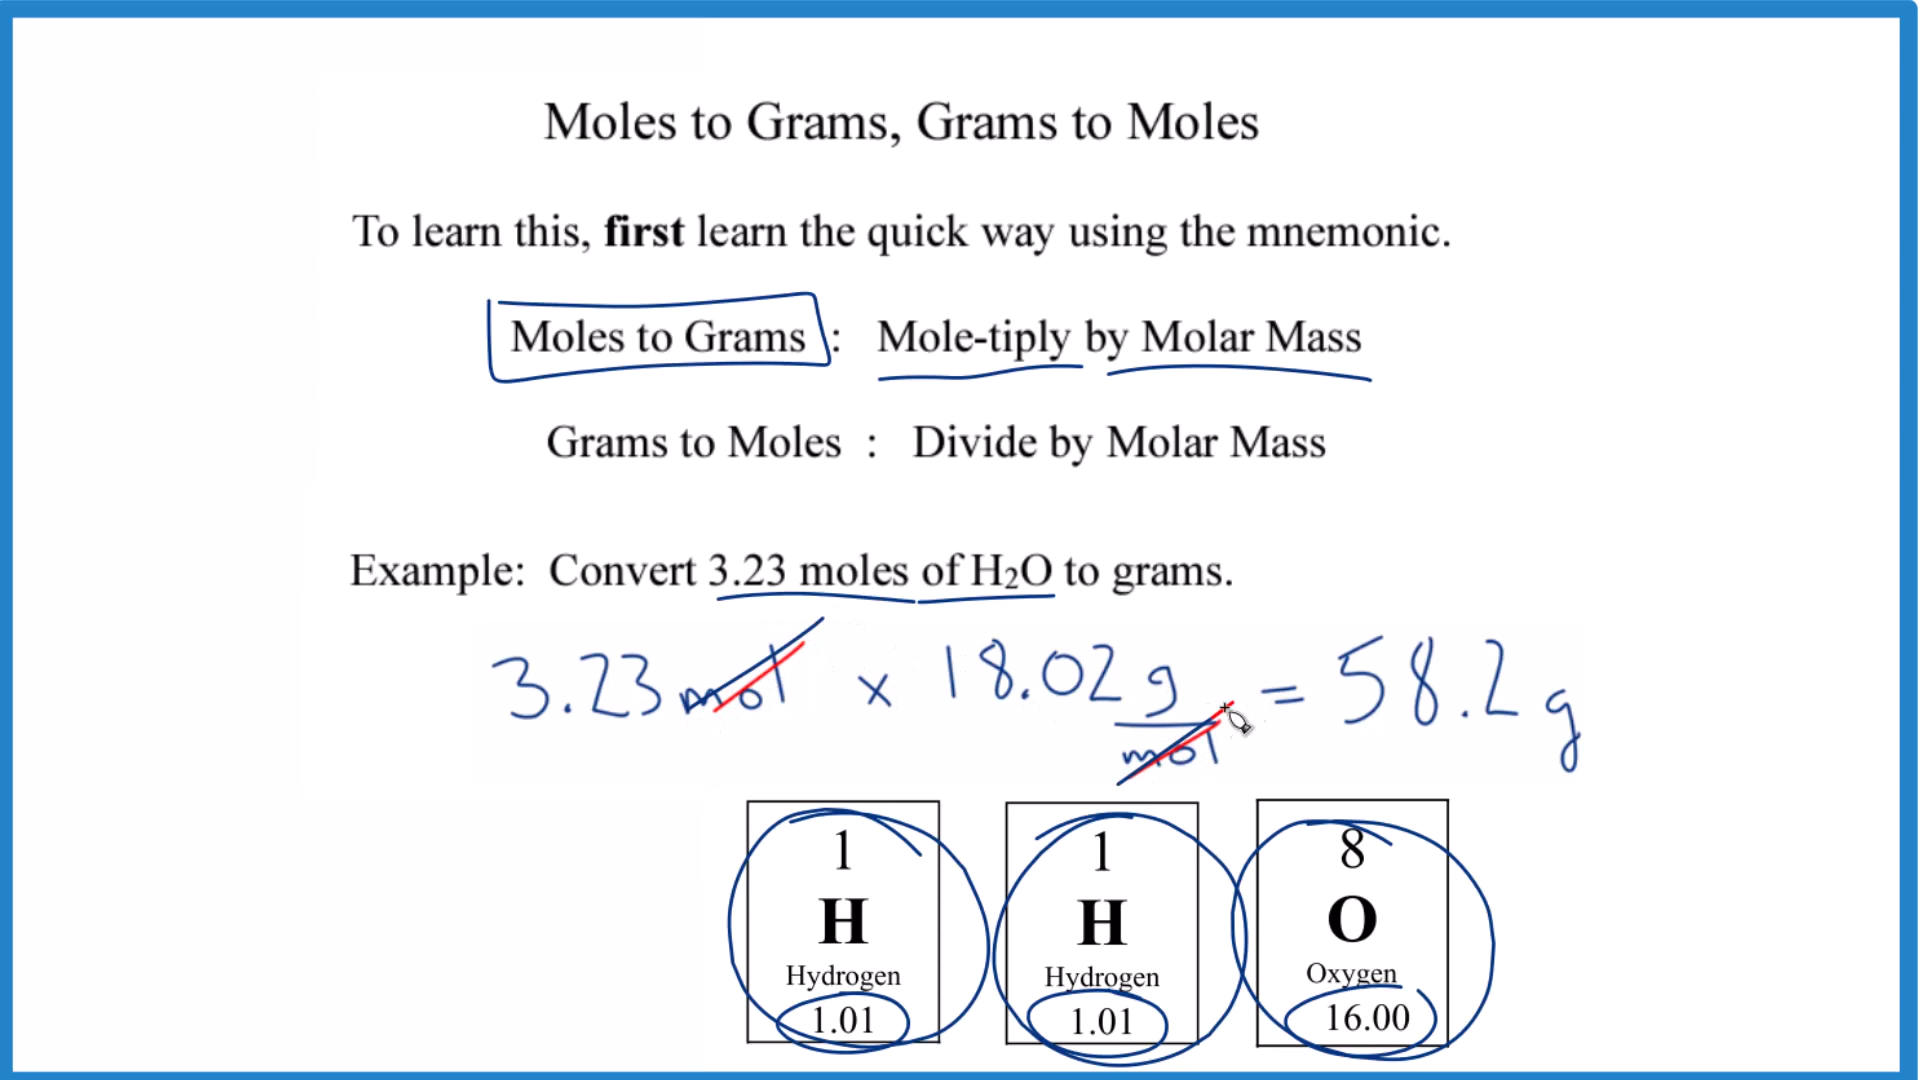 Moles to Grams, Grams to Moles
To learn this, first learn the quick way using the mnemonic.
Moles to Grams : Mole-tiply by Molar Mass
Grams to Moles : Divide by Molar Mass
Example: Convert 3.23 moles of H₂O to grams.
3.23 mol x 18.02 g/mol = 58.2 g
1 1 8
H H O
Hydrogen Hydrogen Oxygen
1.01 1.01 16.00